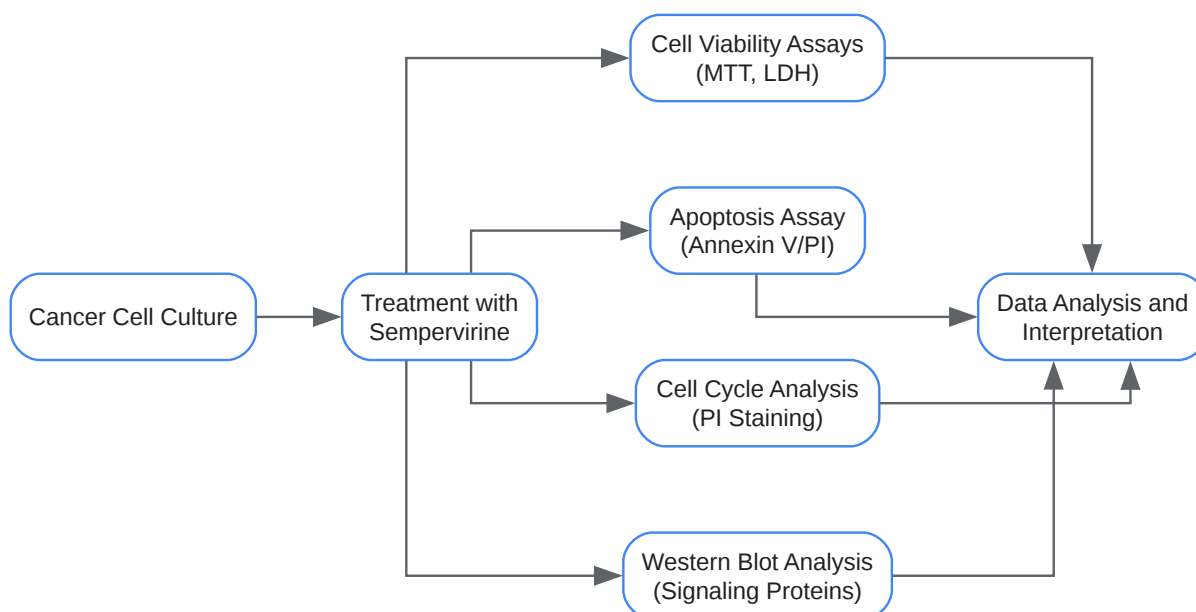 Cell Viability Assays
(MTT, LDH)
Apoptosis Assay
(Annexin V/PI)
Cancer Cell Culture
Treatment with
Sempervirine
Data Analysis and
Interpretation
Cell Cycle Analysis
(PI Staining)
Western Blot Analysis
(Signaling Proteins)